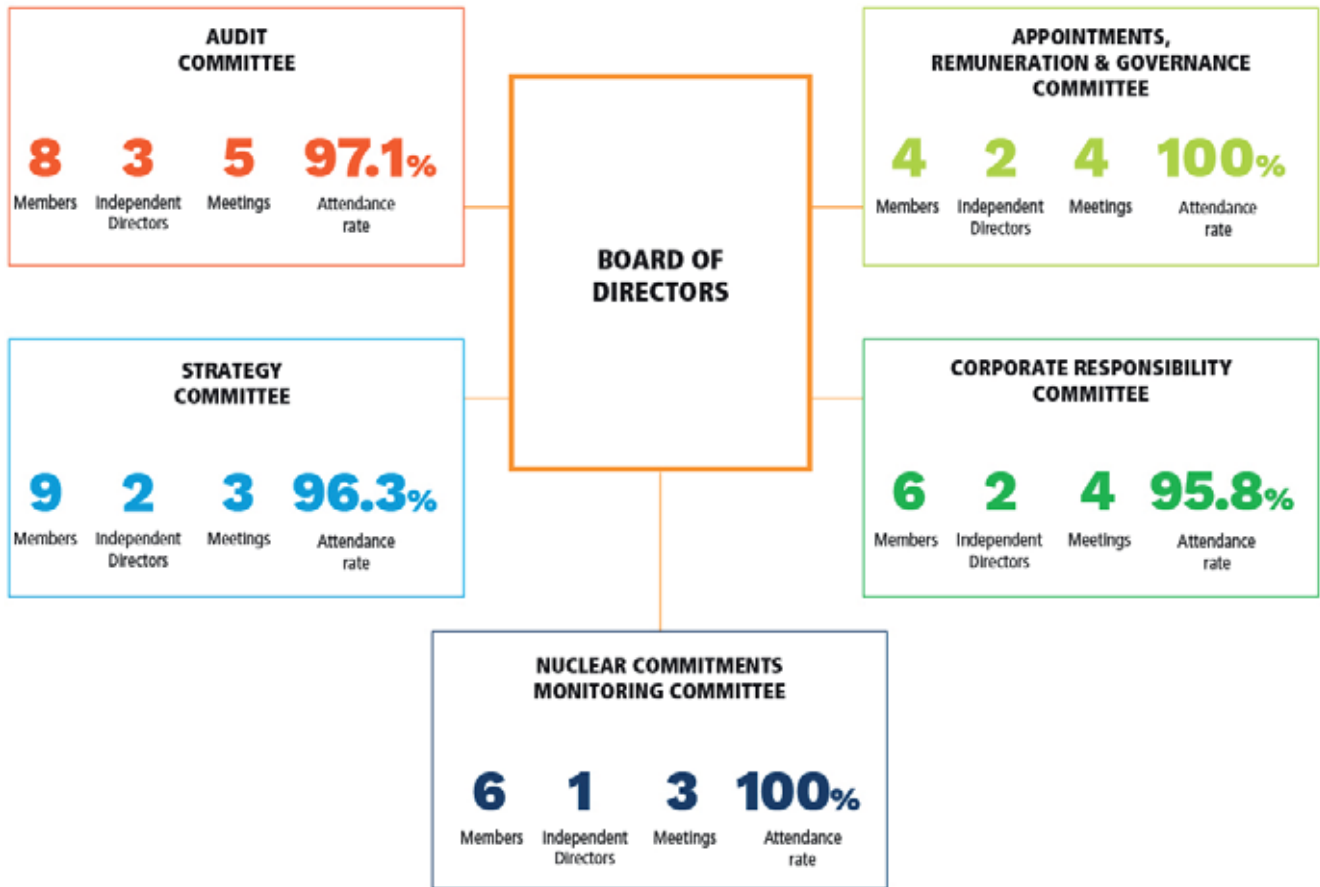 AUDIT
COMMITTEE
8 3 5 97.1%
Members Independent Directors Meetings Attendance rate
APPOINTMENTS,
REMUNERATION & GOVERNANCE
COMMITTEE
4 2 4 100%
Members Independent Directors Meetings Attendance rate
BOARD OF
DIRECTORS
STRATEGY
COMMITTEE
9 2 3 96.3%
Members Independent Directors Meetings Attendance rate
CORPORATE RESPONSIBILITY
COMMITTEE
6 2 4 95.8%
Members Independent Directors Meetings Attendance rate
NUCLEAR COMMITMENTS
MONITORING COMMITTEE
6 1 3 100%
Members Independent Directors Meetings Attendance rate